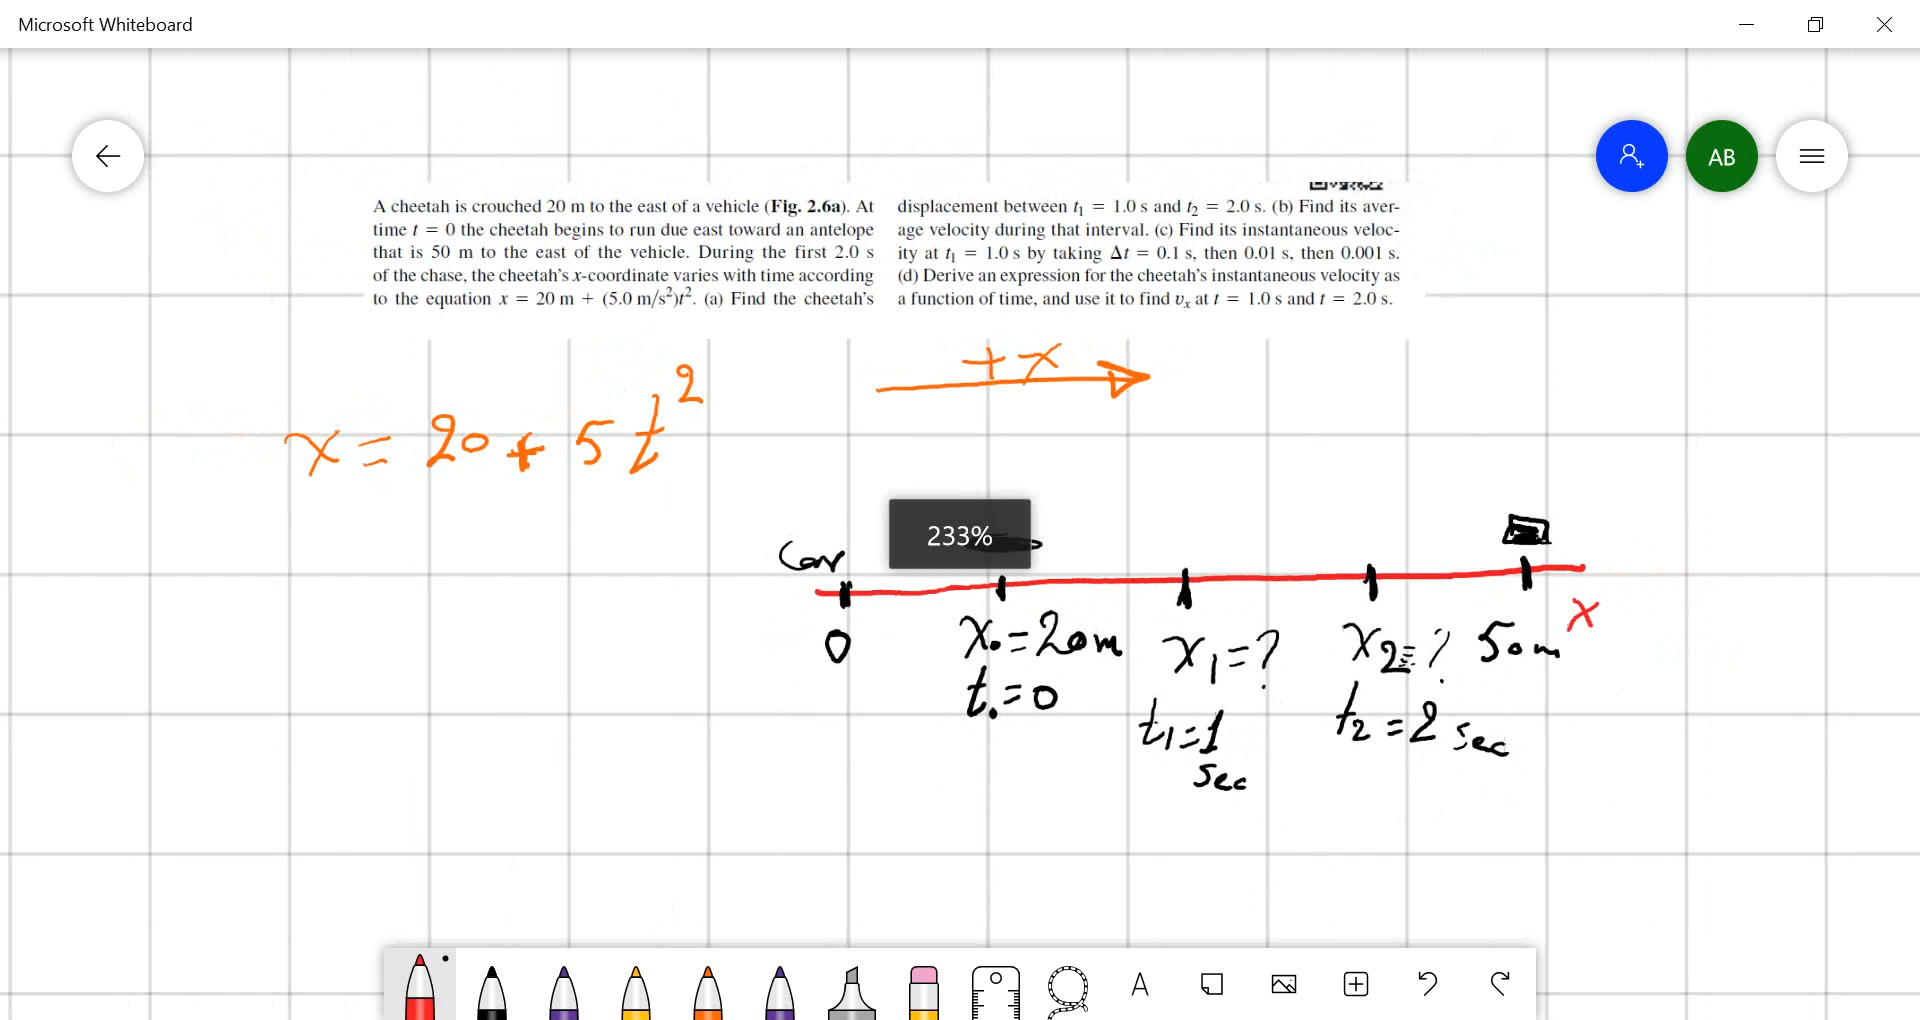 Microsoft Whiteboard
AB
A cheetah is crouched 20 m to the east of a vehicle (Fig. 2.6a). At
time t = 0 the cheetah begins to run due east toward an antelope
that is 50 m to the east of the vehicle. During the first 2.0 s
of the chase, the cheetah's x-coordinate varies with time according
to the equation x = 20 m + (5.0 m/s²)t². (a) Find the cheetah's
displacement between t₁ = 1.0 s and t₂ = 2.0 s. (b) Find its aver-
age velocity during that interval. (c) Find its instantaneous veloc-
ity at t₁ = 1.0 s by taking Δt = 0.1 s, then 0.01 s, then 0.001 s.
(d) Derive an expression for the cheetah's instantaneous velocity as
a function of time, and use it to find υₓ at t = 1.0 s and t = 2.0 s.
+x
x = 20 + 5 t²
233%
Car
x
0
x₀ = 20m
t₀ = 0
x₁ = ?
t₁ = 1
sec
x₂ = ?
t₂ = 2 sec
50m
A